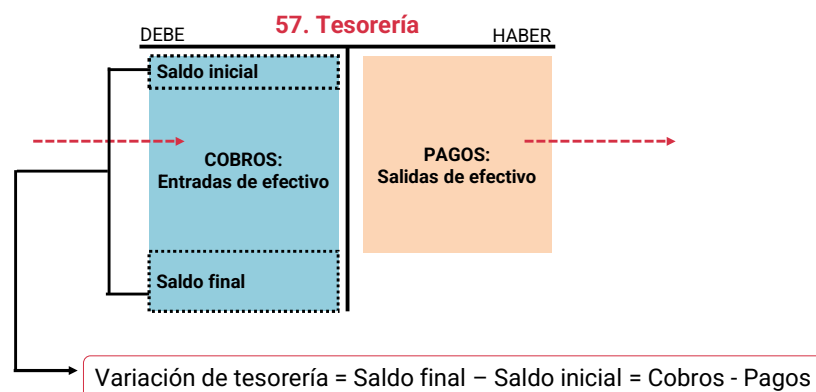 57. Tesorería
DEBE
HABER
Saldo inicial
COBROS:
Entradas de efectivo
PAGOS:
Salidas de efectivo
Saldo final
Variación de tesorería = Saldo final – Saldo inicial = Cobros - Pagos